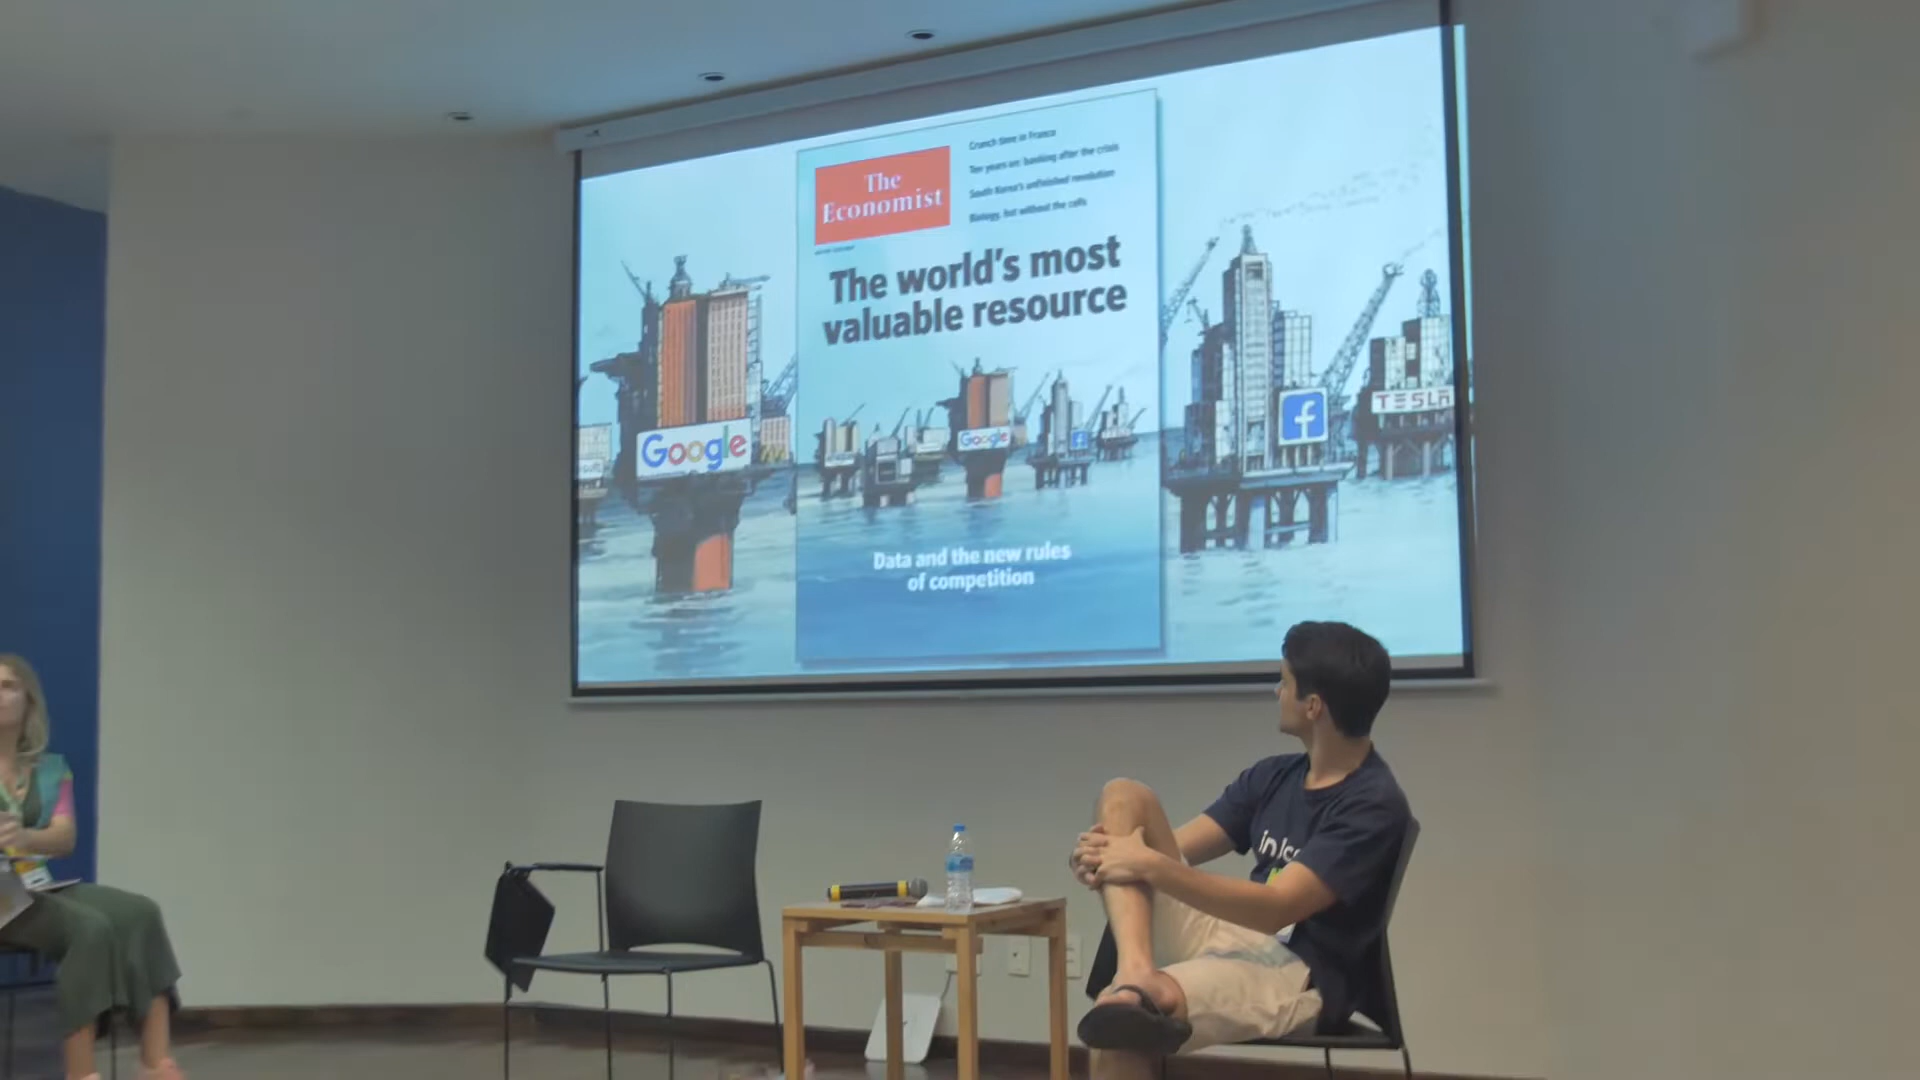 The
Economist
Crunch time in France
Ten years on: banking after the crisis
South Korea's unfinished revolution
Biology, but without the cells
The world's most
valuable resource
Google
Google
TESLA
Data and the new rules
of competition